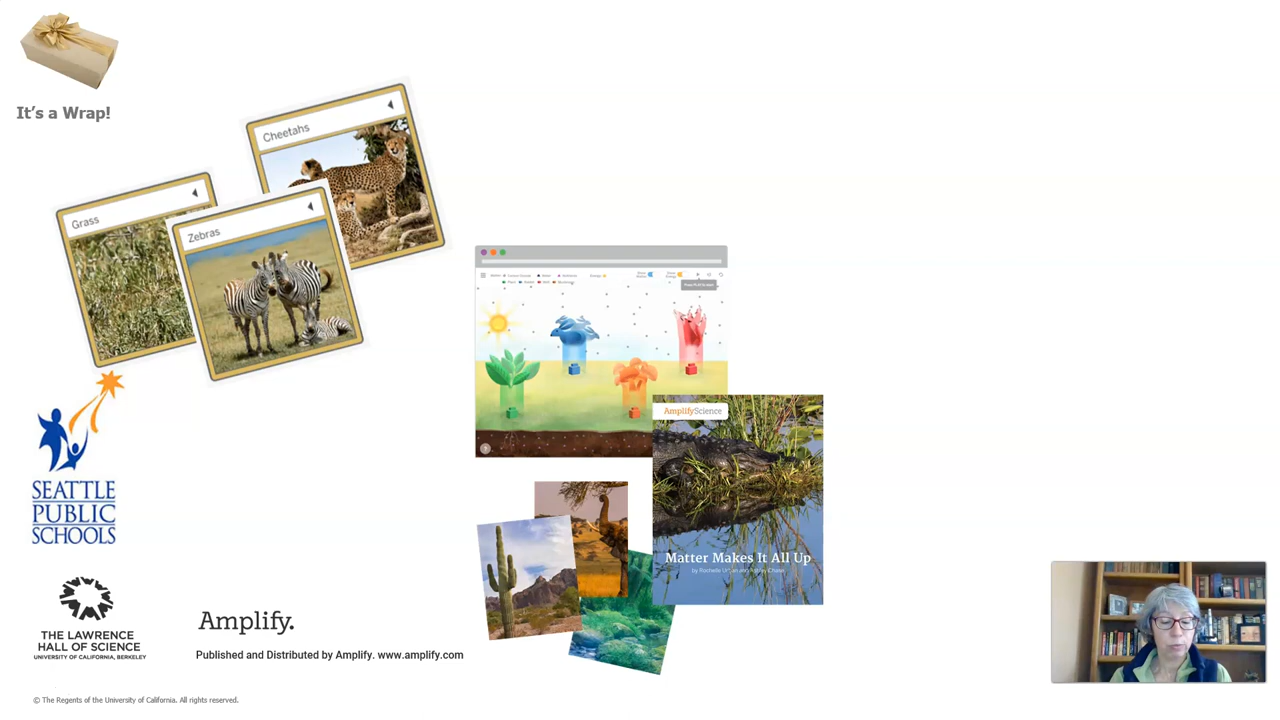 It's a Wrap!
Cheetahs
Grass
Zebras
AmplifyScience
Matter Makes It All Up
SEATTLE
PUBLIC
SCHOOLS
THE LAWRENCE
HALL OF SCIENCE
UNIVERSITY OF CALIFORNIA, BERKELEY
Amplify.
Published and Distributed by Amplify. www.amplify.com
© The Regents of the University of California. All rights reserved.